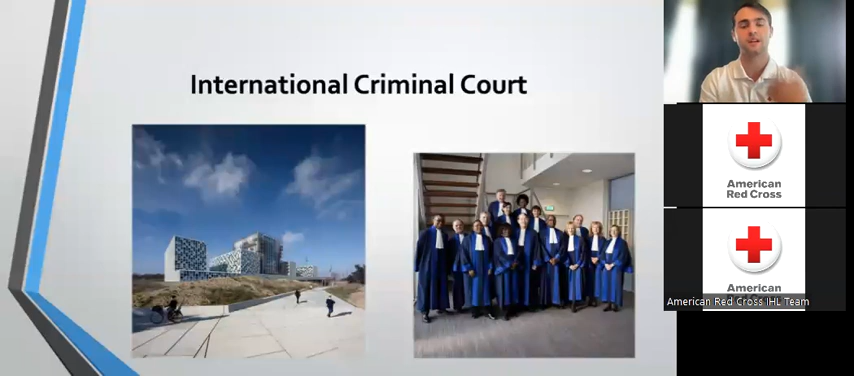 International Criminal Court
American
Red Cross
American
American Red Cross IHL Team